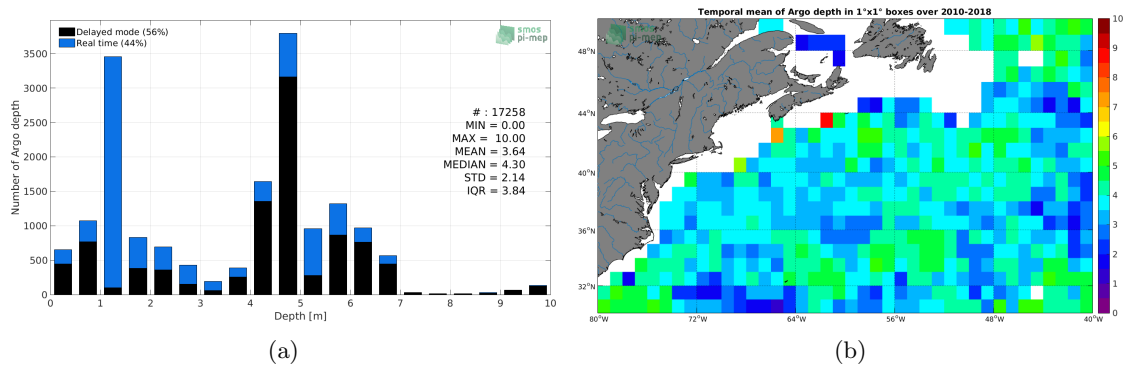 Delayed mode (56%)
Real time (44%)
smos
pi-mep
# : 17258
MIN = 0.00
MAX = 10.00
MEAN = 3.64
MEDIAN = 4.30
STD = 2.14
IQR = 3.84
Number of Argo depth
3500
3000
2500
2000
1500
1000
500
0
0 1 2 3 4 5 6 7 8 9 10
Depth [m]
(a)
Temporal mean of Argo depth in 1°x1° boxes over 2010-2018
smos
pi-mep
48°N
44°N
40°N
36°N
32°N
80°W 72°W 64°W 56°W 48°W 40°W
10
9
8
7
6
5
4
3
2
1
0
(b)